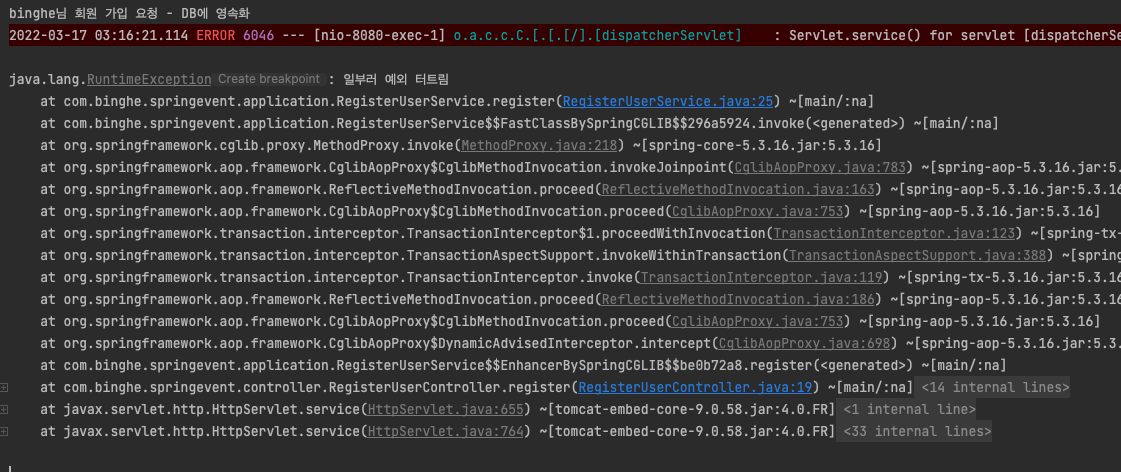 binghe님 회원 가입 요청 - DB에 영속화
2022-03-17 03:16:21.114 ERROR 6046 --- [nio-8080-exec-1] o.a.c.c.C.[.[.[/].[dispatcherServlet]    : Servlet.service() for servlet [dispatcherS
java.lang.RuntimeException Create breakpoint : 일부러 예외 터트림
at com.binghe.springevent.application.RegisterUserService.register(RegisterUserService.java:25) ~[main/:na]
at com.binghe.springevent.application.RegisterUserService$$FastClassBySpringCGLIB$$296a5924.invoke(<generated>) ~[main/:na]
at org.springframework.cglib.proxy.MethodProxy.invoke(MethodProxy.java:218) ~[spring-core-5.3.16.jar:5.3.16]
at org.springframework.aop.framework.CglibAopProxy$CglibMethodInvocation.invokeJoinpoint(CglibAopProxy.java:783) ~[spring-aop-5.3.16.jar:5.
at org.springframework.aop.framework.ReflectiveMethodInvocation.proceed(ReflectiveMethodInvocation.java:163) ~[spring-aop-5.3.16.jar:5.3.16
at org.springframework.aop.framework.CglibAopProxy$CglibMethodInvocation.proceed(CglibAopProxy.java:753) ~[spring-aop-5.3.16.jar:5.3.16]
at org.springframework.transaction.interceptor.TransactionInterceptor$1.proceedWithInvocation(TransactionInterceptor.java:123) ~[spring-tx-
at org.springframework.transaction.interceptor.TransactionAspectSupport.invokeWithinTransaction(TransactionAspectSupport.java:388) ~[spring
at org.springframework.transaction.interceptor.TransactionInterceptor.invoke(TransactionInterceptor.java:119) ~[spring-tx-5.3.16.jar:5.3.16
at org.springframework.aop.framework.ReflectiveMethodInvocation.proceed(ReflectiveMethodInvocation.java:186) ~[spring-aop-5.3.16.jar:5.3.16
at org.springframework.aop.framework.CglibAopProxy$CglibMethodInvocation.proceed(CglibAopProxy.java:753) ~[spring-aop-5.3.16.jar:5.3.16]
at org.springframework.aop.framework.CglibAopProxy$DynamicAdvisedInterceptor.intercept(CglibAopProxy.java:698) ~[spring-aop-5.3.16.jar:5.3.
at com.binghe.springevent.application.RegisterUserService$$EnhancerBySpringCGLIB$$be0b72a8.register(<generated>) ~[main/:na]
at com.binghe.springevent.controller.RegisterUserController.register(RegisterUserController.java:19) ~[main/:na] <14 internal lines>
at javax.servlet.http.HttpServlet.service(HttpServlet.java:655) ~[tomcat-embed-core-9.0.58.jar:4.0.FR] <1 internal line>
at javax.servlet.http.HttpServlet.service(HttpServlet.java:764) ~[tomcat-embed-core-9.0.58.jar:4.0.FR] <33 internal lines>